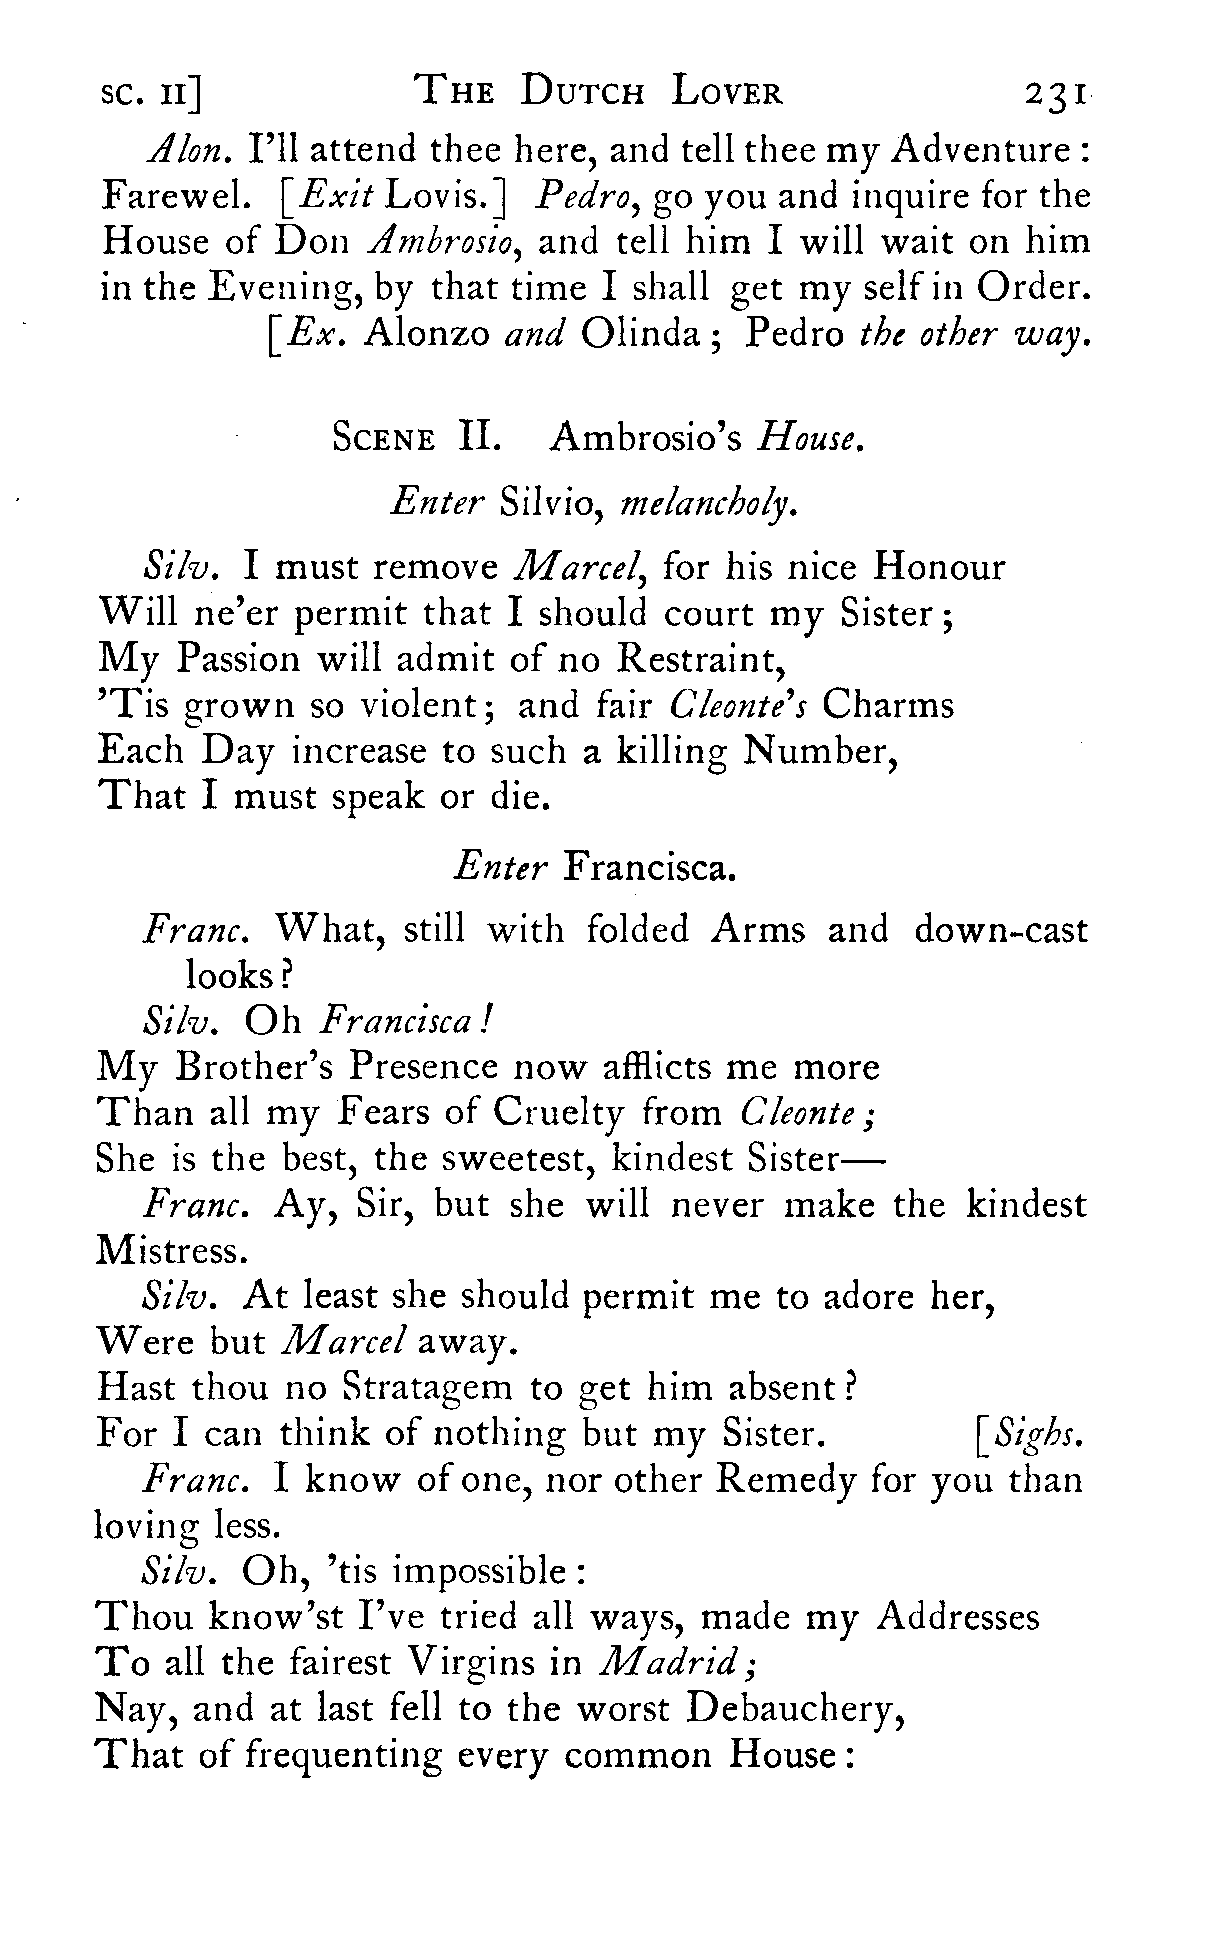 SC. II] THE DUTCH LOVER 231
Alon. I'll attend thee here, and tell thee my Adventure :
Farewel. [Exit Lovis.] Pedro, go you and inquire for the
House of Don Ambrosio, and tell him I will wait on him
in the Evening, by that time I shall get my self in Order.
[Ex. Alonzo and Olinda ; Pedro the other way.
SCENE II. Ambrosio's House.
Enter Silvio, melancholy.
Silv. I must remove Marcel, for his nice Honour
Will ne'er permit that I should court my Sister ;
My Passion will admit of no Restraint,
'Tis grown so violent ; and fair Cleonte's Charms
Each Day increase to such a killing Number,
That I must speak or die.
Enter Francisca.
Franc. What, still with folded Arms and down-cast
looks ?
Silv. Oh Francisca !
My Brother's Presence now afflicts me more
Than all my Fears of Cruelty from Cleonte ;
She is the best, the sweetest, kindest Sister—
Franc. Ay, Sir, but she will never make the kindest
Mistress.
Silv. At least she should permit me to adore her,
Were but Marcel away.
Hast thou no Stratagem to get him absent ?
For I can think of nothing but my Sister. [Sighs.
Franc. I know of one, nor other Remedy for you than
loving less.
Silv. Oh, 'tis impossible :
Thou know'st I've tried all ways, made my Addresses
To all the fairest Virgins in Madrid ;
Nay, and at last fell to the worst Debauchery,
That of frequenting every common House :